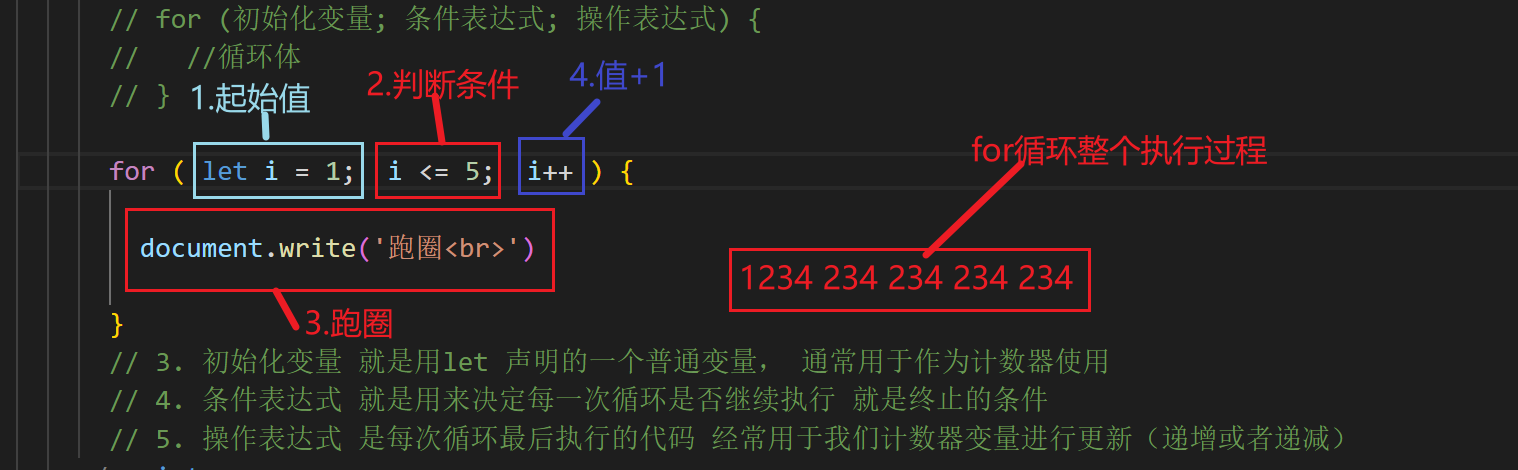 // for (初始化变量; 条件表达式; 操作表达式) {
//   //循环体
// }
1.起始值
2.判断条件
4.值+1
for循环整个执行过程
for ( let i = 1; i <= 5; i++ ) {
document.write('跑圈<br>')
1234 234 234 234 234
3.跑圈
}
// 3. 初始化变量 就是用let 声明的一个普通变量， 通常用于作为计数器使用
// 4. 条件表达式 就是用来决定每一次循环是否继续执行 就是终止的条件
// 5. 操作表达式 是每次循环最后执行的代码 经常用于我们计数器变量进行更新（递增或者递减）